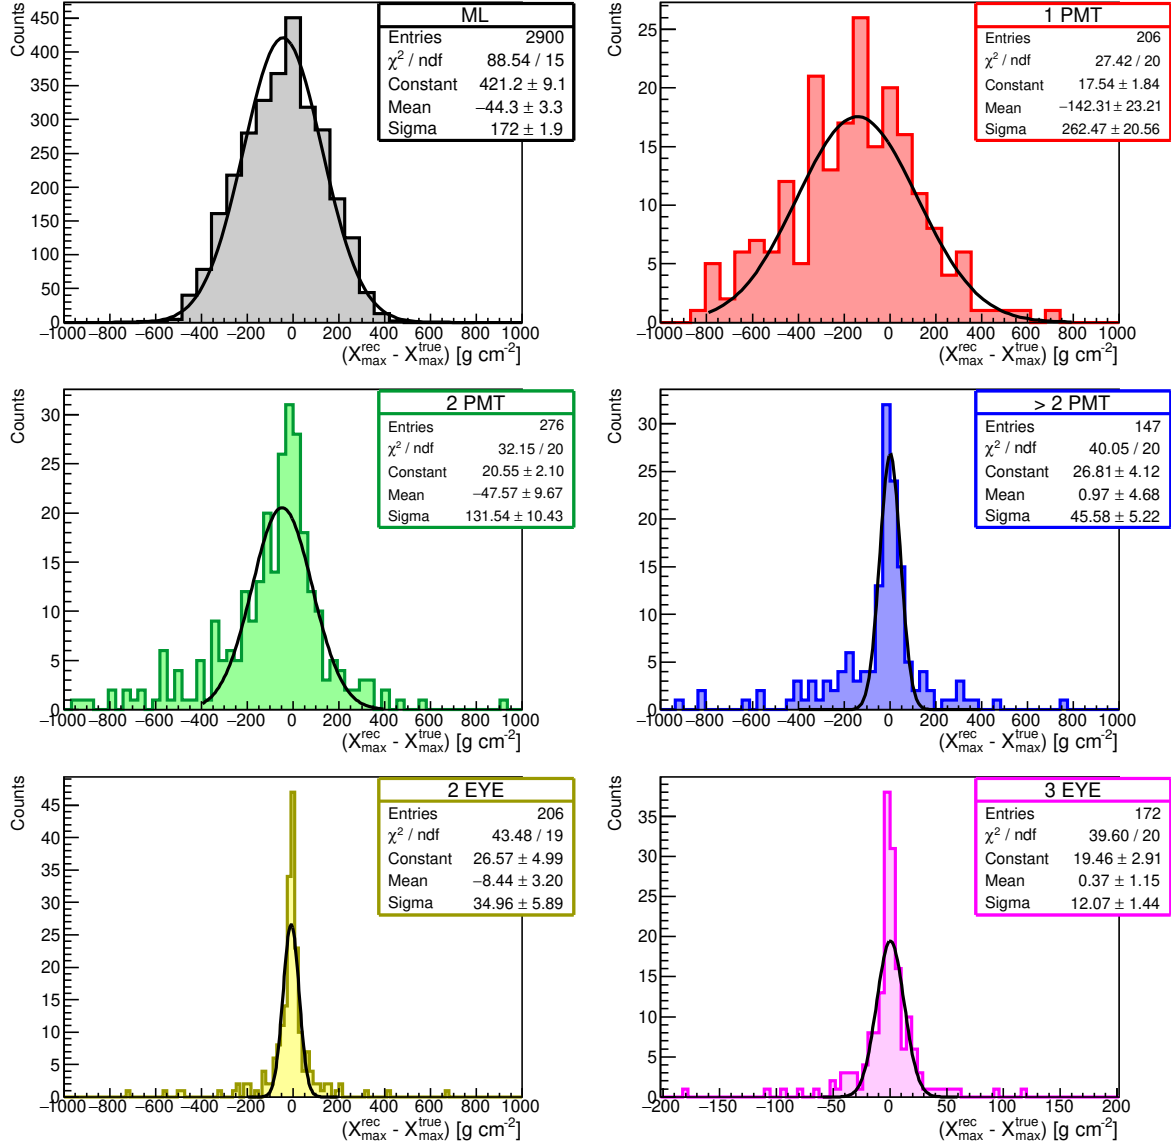 Counts
450
400
350
300
250
200
150
100
50
0
ML
Entries 2900
χ² / ndf 88.54 / 15
Constant 421.2 ± 9.1
Mean −44.3 ± 3.3
Sigma 172 ± 1.9
−1000 −800 −600 −400 −200 0 200 400 600 800 1000
(X_max^rec - X_max^true) [g cm⁻²]
Counts
25
20
15
10
5
0
1 PMT
Entries 206
χ² / ndf 27.42 / 20
Constant 17.54 ± 1.84
Mean −142.31 ± 23.21
Sigma 262.47 ± 20.56
−1000 −800 −600 −400 −200 0 200 400 600 800 1000
(X_max^rec - X_max^true) [g cm⁻²]
Counts
30
25
20
15
10
5
0
2 PMT
Entries 276
χ² / ndf 32.15 / 20
Constant 20.55 ± 2.10
Mean −47.57 ± 9.67
Sigma 131.54 ± 10.43
−1000 −800 −600 −400 −200 0 200 400 600 800 1000
(X_max^rec - X_max^true) [g cm⁻²]
Counts
30
25
20
15
10
5
0
> 2 PMT
Entries 147
χ² / ndf 40.05 / 20
Constant 26.81 ± 4.12
Mean 0.97 ± 4.68
Sigma 45.58 ± 5.22
−1000 −800 −600 −400 −200 0 200 400 600 800 1000
(X_max^rec - X_max^true) [g cm⁻²]
Counts
45
40
35
30
25
20
15
10
5
0
2 EYE
Entries 206
χ² / ndf 43.48 / 19
Constant 26.57 ± 4.99
Mean −8.44 ± 3.20
Sigma 34.96 ± 5.89
−1000 −800 −600 −400 −200 0 200 400 600 800 1000
(X_max^rec - X_max^true) [g cm⁻²]
Counts
35
30
25
20
15
10
5
0
3 EYE
Entries 172
χ² / ndf 39.60 / 20
Constant 19.46 ± 2.91
Mean 0.37 ± 1.15
Sigma 12.07 ± 1.44
−200 −150 −100 −50 0 50 100 150 200
(X_max^rec - X_max^true) [g cm⁻²]